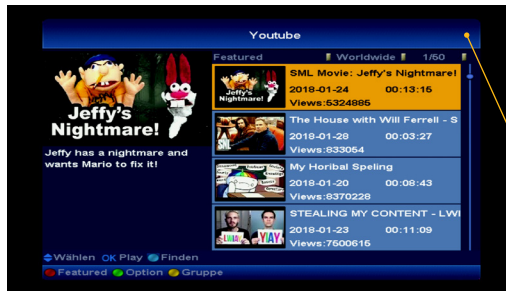 Youtube
Featured Worldwide 1/50
Jeffy's
Nightmare!
Jeffy has a nightmare and
wants Mario to fix it!
Jeffy's
Nightmare!
SML Movie: Jeffy's Nightmare!
2018-01-24 00:13:15
Views:5324885
The House with Will Ferrell - S
2018-01-28 00:03:27
Views:833054
My Horibal Speling
2018-01-20 00:08:43
Views:8370228
STEALING MY CONTENT - LWI
2018-01-23 00:11:09
Views:7600615
Wählen OK Play Finden
Featured Option Gruppe